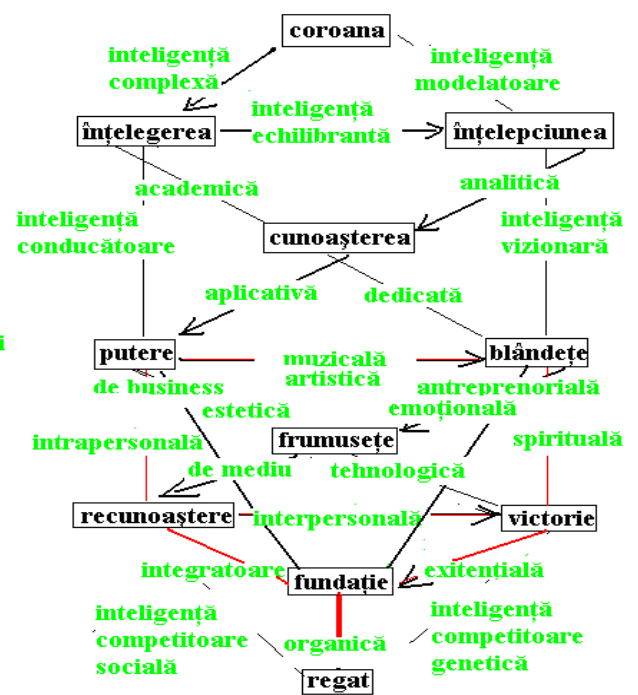 coroana
inteligență
complexă
inteligență
modelatoare
inteligență
echilibrantă
înțelegerea
înțelepciunea
academică
analitică
inteligență
conducătoare
inteligență
vizionară
cunoașterea
aplicativă
dedicată
i
putere
blândețe
muzicală
artistică
de business
antreprenorială
estetică
emoțională
intrapersonală
frumusețe
spirituală
de mediu
tehnologică
recunoaștere
interpersonală
victorie
integratoare
fundație
exitențială
inteligență
competitoare
socială
inteligență
competitoare
genetică
organică
regat